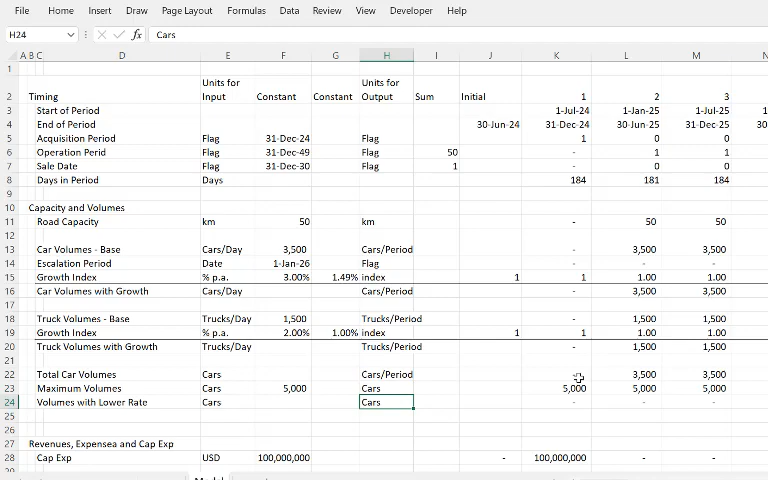 File Home Insert Draw Page Layout Formulas Data Review View Developer Help
H24 fx Cars
A B C D E F G H I J K L M N
1
Units for Units for
2 Timing Input Constant Constant Output Sum Initial 1 2 3
3 Start of Period 1-Jul-24 1-Jan-25 1-Jul-25 1
4 End of Period 30-Jun-24 31-Dec-24 30-Jun-25 31-Dec-25 30
5 Acquisition Period Flag 31-Dec-24 Flag 1 0 0
6 Operation Perid Flag 31-Dec-49 Flag 50 - 1 1
7 Sale Date Flag 31-Dec-30 Flag 1 - 0 0
8 Days in Period Days 184 181 184
9
10 Capacity and Volumes
11 Road Capacity km 50 km - 50 50
12
13 Car Volumes - Base Cars/Day 3,500 Cars/Period - 3,500 3,500
14 Escalation Period Date 1-Jan-26 Flag - - -
15 Growth Index % p.a. 3.00% 1.49% index 1 1 1.00 1.00
16 Car Volumes with Growth Cars/Day Cars/Period - 3,500 3,500
17
18 Truck Volumes - Base Trucks/Day 1,500 Trucks/Period - 1,500 1,500
19 Growth Index % p.a. 2.00% 1.00% index 1 1 1.00 1.00
20 Truck Volumes with Growth Trucks/Day Trucks/Period - 1,500 1,500
21
22 Total Car Volumes Cars Cars/Period - 3,500 3,500
23 Maximum Volumes Cars 5,000 Cars 5,000 5,000 5,000
24 Volumes with Lower Rate Cars Cars - - -
25
26
27 Revenues, Expensea and Cap Exp
28 Cap Exp USD 100,000,000 - 100,000,000 - -